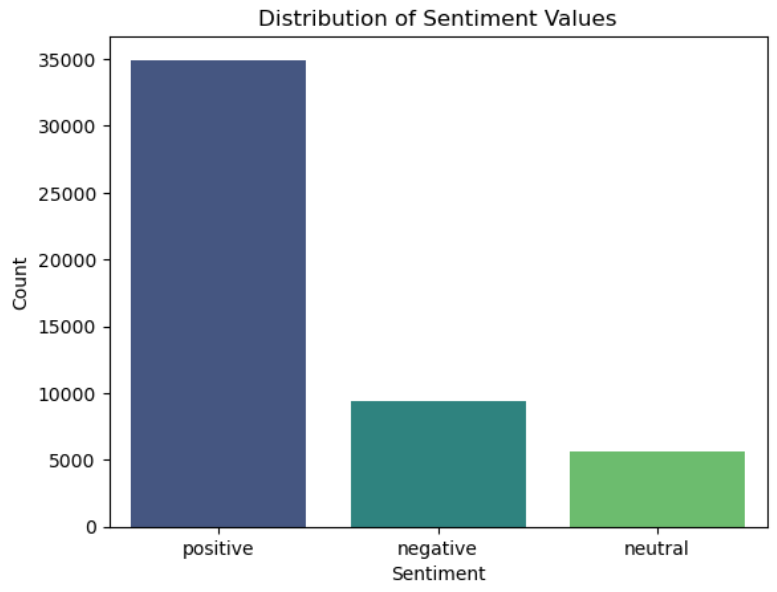 Distribution of Sentiment Values
35000
30000
25000
20000
15000
10000
5000
0
Count
positive negative neutral
Sentiment